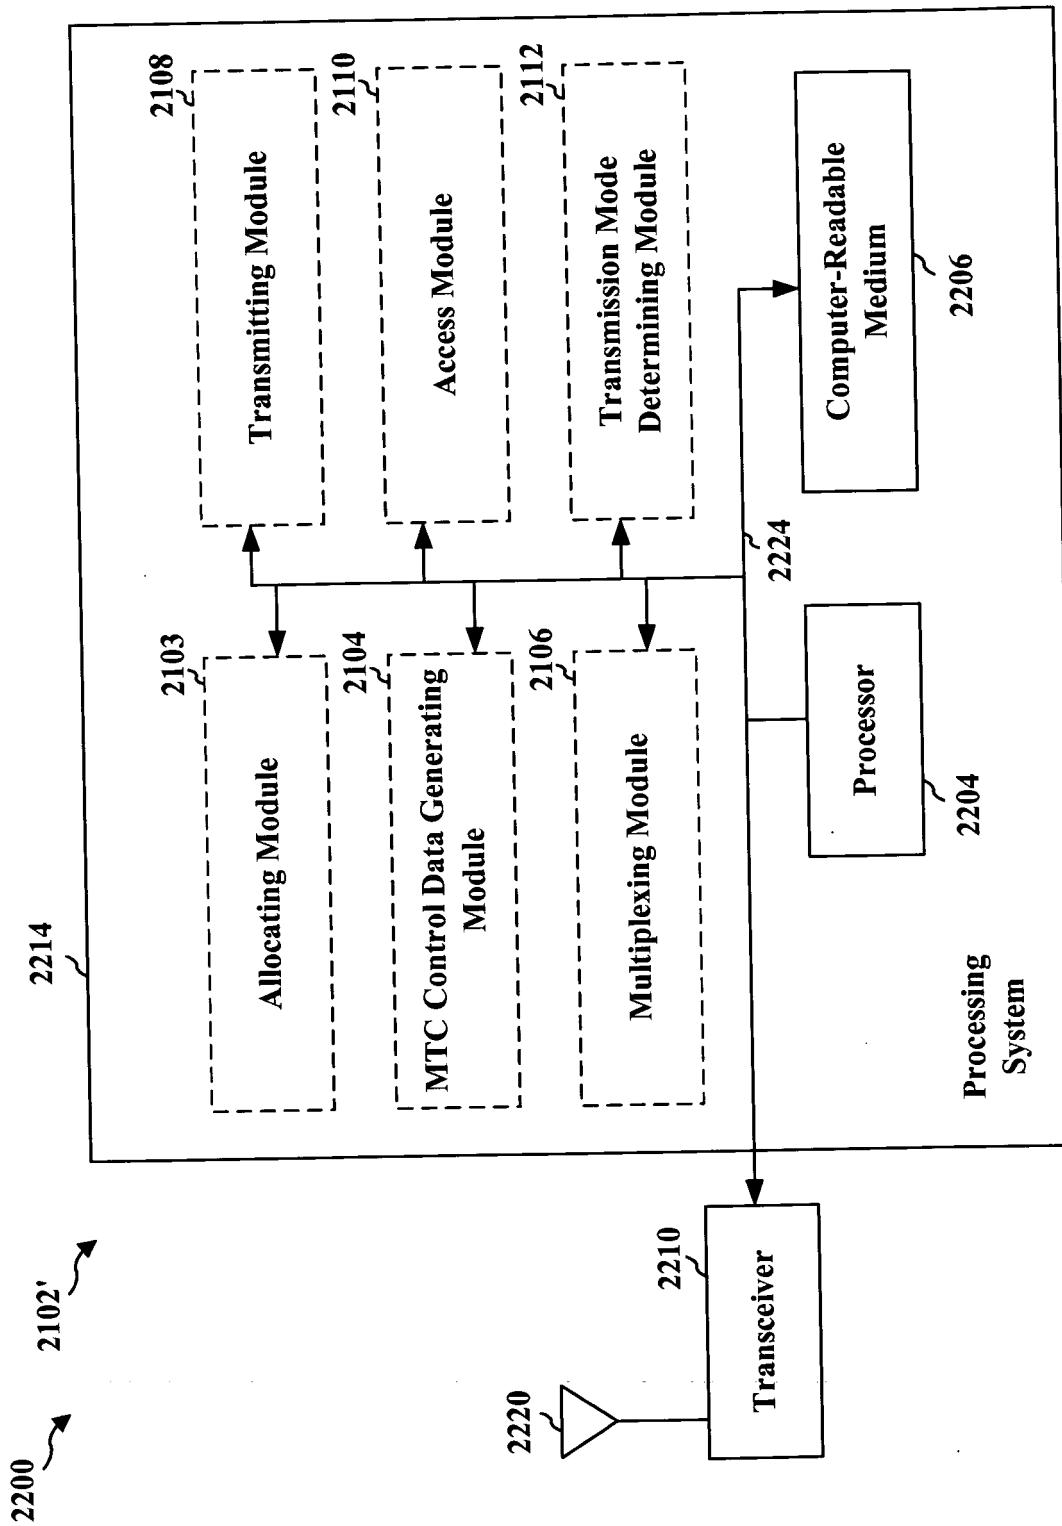 2200
2102'
2214
2103
Allocating Module
2108
Transmitting Module
2104
MTC Control Data Generating
Module
2110
Access Module
2106
Multiplexing Module
2112
Transmission Mode
Determining Module
2224
2220
2210
Transceiver
Processor
2204
Computer-Readable
Medium
2206
Processing
System